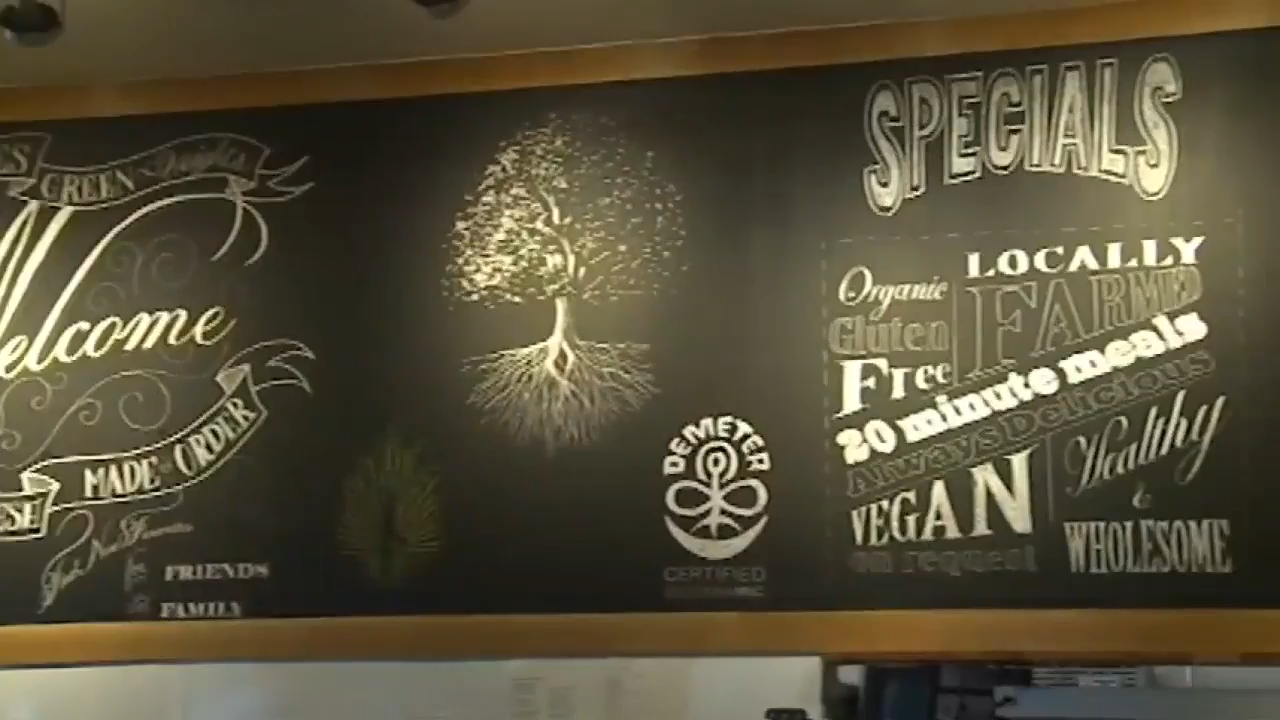 GREEN
Welcome
MADE ORDER
FRIENDS
FAMILY
DEMETER
CERTIFIED
SPECIALS
Organic
Gluten
Free
LOCALLY
FARMED
20 minute meals
Always Delicious
VEGAN
on request
Healthy
&
WHOLESOME